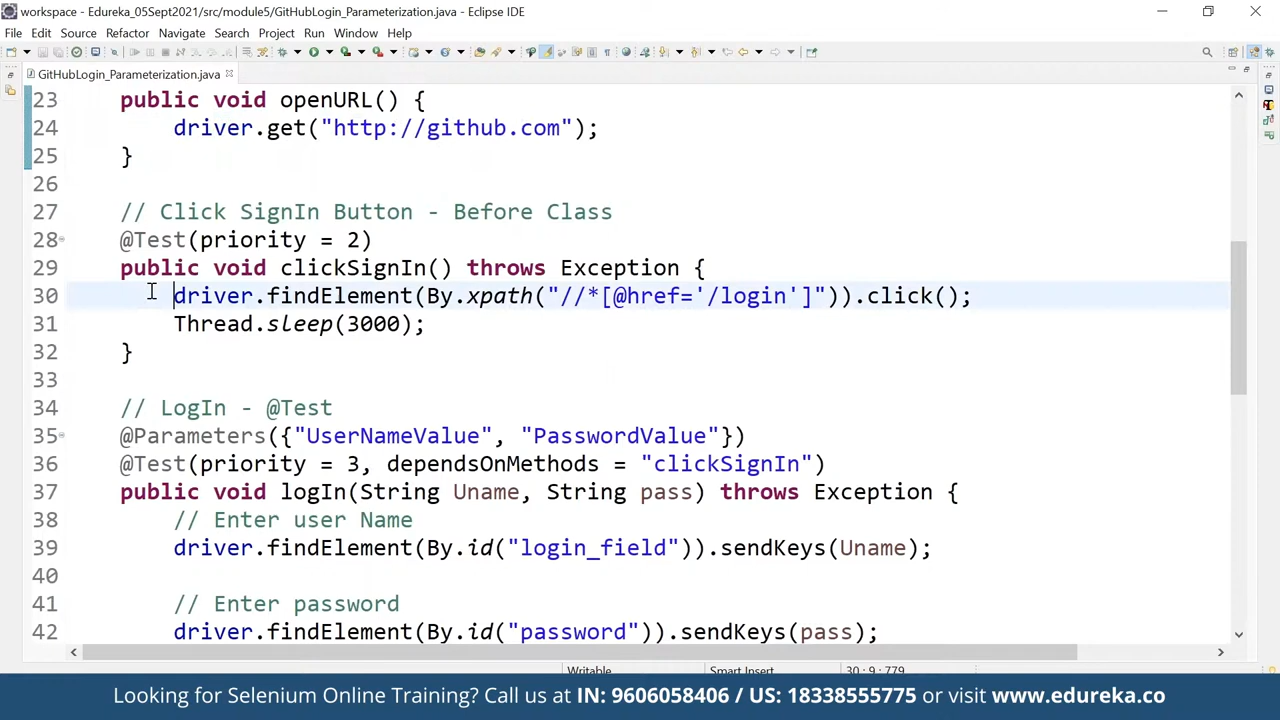 workspace - Edureka_05Sept2021/src/module5/GitHubLogin_Parameterization.java - Eclipse IDE
File Edit Source Refactor Navigate Search Project Run Window Help
GitHubLogin_Parameterization.java
23 public void openURL() {
24 driver.get("http://github.com");
25 }
26
27 // Click SignIn Button - Before Class
28 @Test(priority = 2)
29 public void clickSignIn() throws Exception {
30 driver.findElement(By.xpath("//*[@href='/login']")).click();
31 Thread.sleep(3000);
32 }
33
34 // LogIn - @Test
35 @Parameters({"UserNameValue", "PasswordValue"})
36 @Test(priority = 3, dependsOnMethods = "clickSignIn")
37 public void logIn(String Uname, String pass) throws Exception {
38 // Enter user Name
39 driver.findElement(By.id("login_field")).sendKeys(Uname);
40
41 // Enter password
42 driver.findElement(By.id("password")).sendKeys(pass);
Writable Smart Insert 30 : 9 : 779
Looking for Selenium Online Training? Call us at IN: 9606058406 / US: 18338555775 or visit www.edureka.co